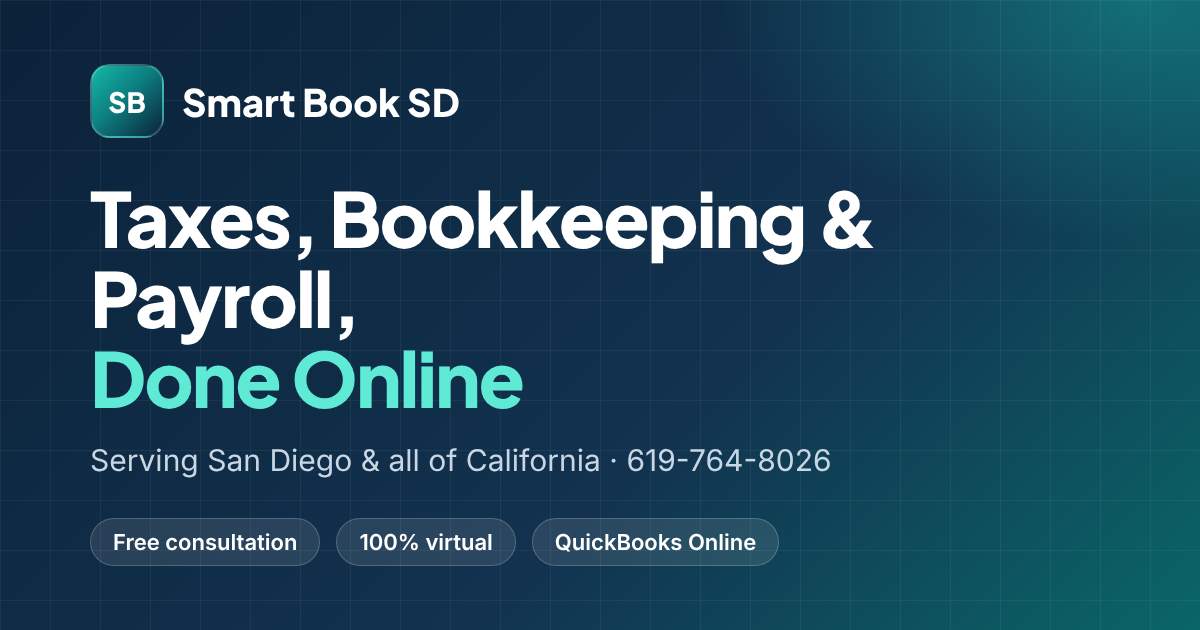 SB
Smart Book SD
Taxes, Bookkeeping &
Payroll,
Done Online
Serving San Diego & all of California · 619-764-8026
Free consultation
100% virtual
QuickBooks Online